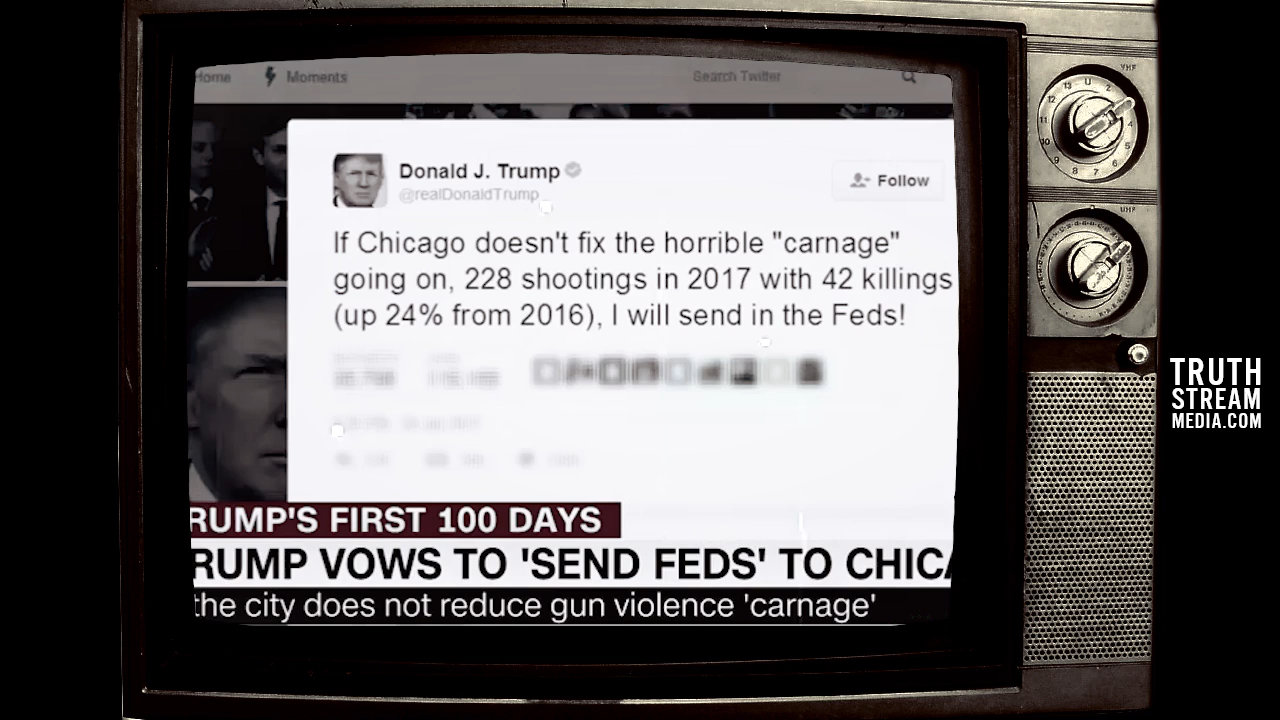 Home Moments Search Twitter
Donald J. Trump
@realDonaldTrump
Follow
If Chicago doesn't fix the horrible "carnage"
going on, 228 shootings in 2017 with 42 killings
(up 24% from 2016), I will send in the Feds!
RUMP'S FIRST 100 DAYS
RUMP VOWS TO 'SEND FEDS' TO CHICA
the city does not reduce gun violence 'carnage'
VHF
UHF
TRUTH
STREAM
MEDIA.COM